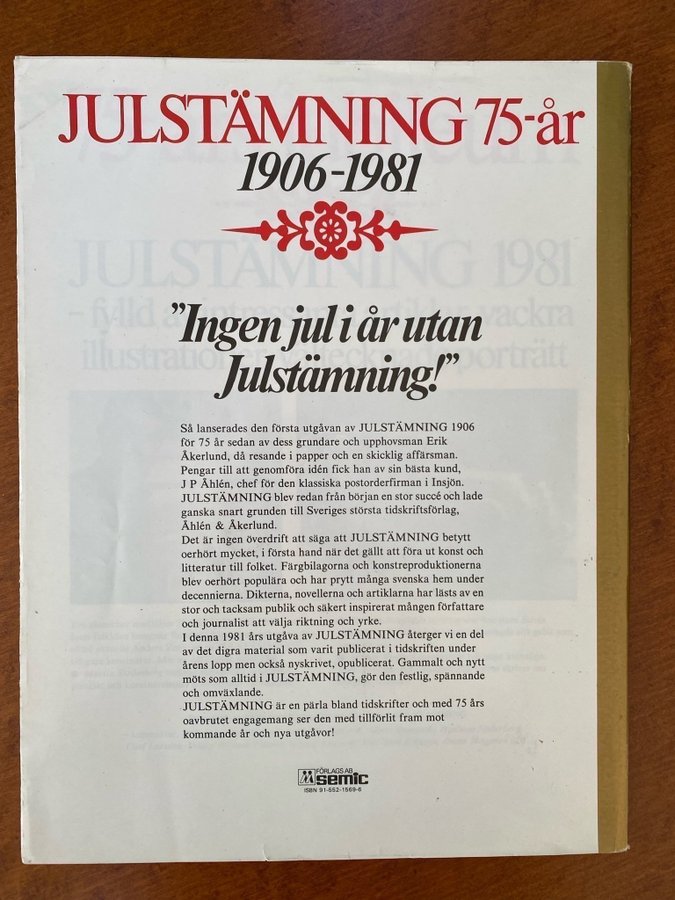 JULSTÄMNING 75-år
1906-1981
"Ingen jul i år utan
Julstämning!"
Så lanserades den första utgåvan av JULSTÄMNING 1906
för 75 år sedan av dess grundare och upphovsman Erik
Åkerlund, då resande i papper och en skicklig affärsman.
Pengar till att genomföra idén fick han av sin bästa kund,
J P Åhlén, chef för den klassiska postorderfirman i Insjön.
JULSTÄMNING blev redan från början en stor succé och lade
ganska snart grunden till Sveriges största tidskriftsförlag,
Åhlén & Åkerlund.
Det är ingen överdrift att säga att JULSTÄMNING betytt
oerhört mycket, i första hand när det gällt att föra ut konst och
litteratur till folket. Färgbilagorna och konstreproduktionerna
blev oerhört populära och har prytt många svenska hem under
decennierna. Dikterna, novellerna och artiklarna har lästs av en
stor och tacksam publik och säkert inspirerat mången författare
och journalist att välja riktning och yrke.
I denna 1981 års utgåva av JULSTÄMNING återger vi en del
av det digra material som varit publicerat i tidskriften under
årens lopp men också nyskrivet, opublicerat. Gammalt och nytt
möts som alltid i JULSTÄMNING, gör den festlig, spännande
och omväxlande.
JULSTÄMNING är en pärla bland tidskrifter och med 75 års
oavbrutet engagemang ser den med tillförlit fram mot
kommande år och nya utgåvor!
FÖRLAGS AB
semic
ISBN 91-552-1569-6
JULSTÄMNING 1981